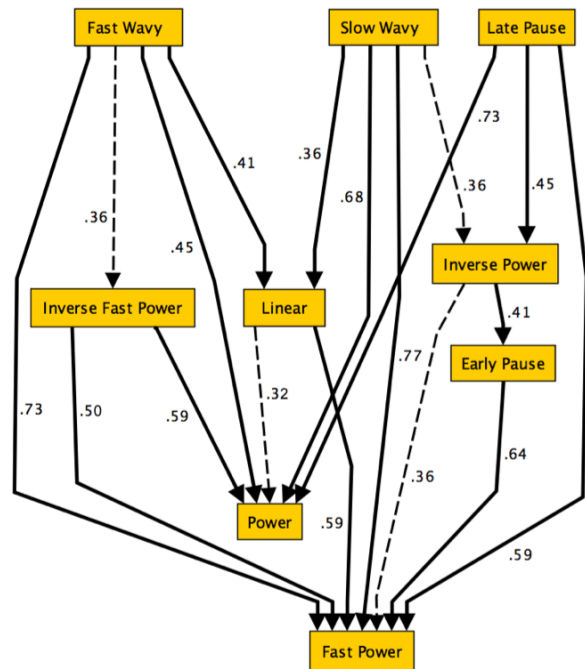 Fast Wavy
Slow Wavy
Late Pause
.73
.41
.36
.68
.36
.45
.36
.45
Inverse Power
Inverse Fast Power
Linear
.41
.77
Early Pause
.32
.73
.50
.59
.64
.36
Power
.59
.59
Fast Power